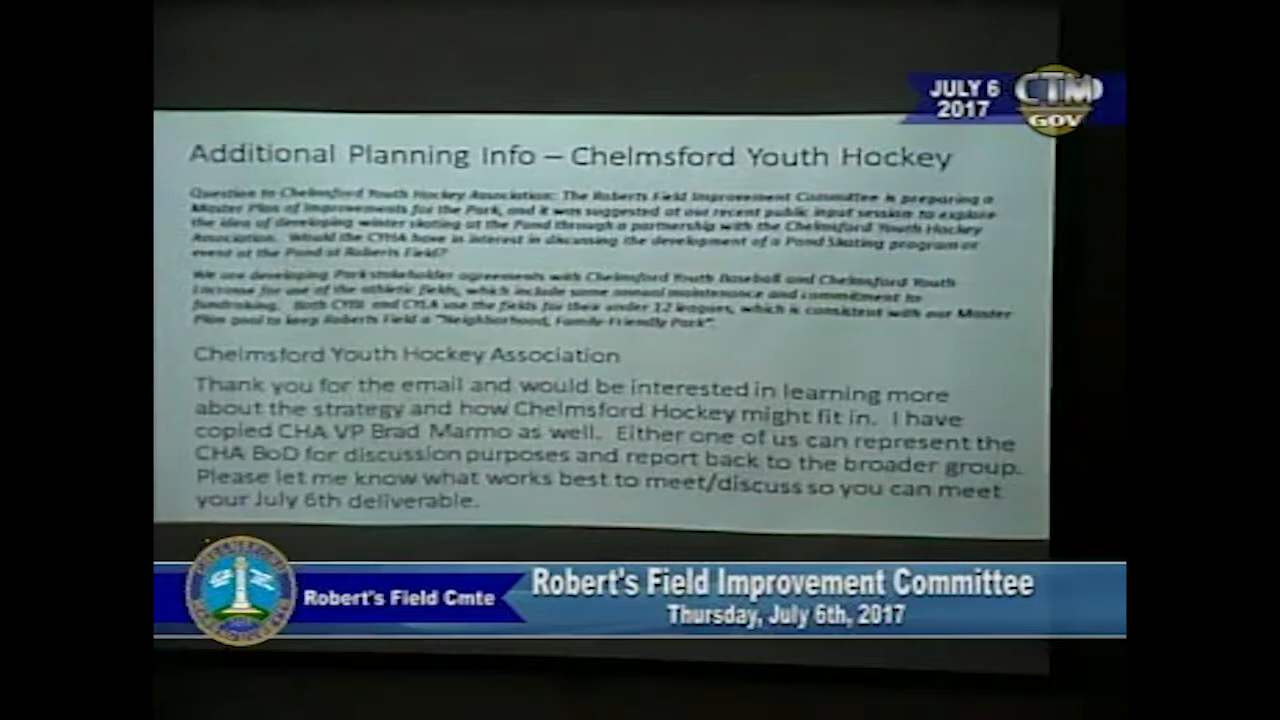 JULY 6
2017
CTM
GOV
Additional Planning Info – Chelmsford Youth Hockey
Question to Chelmsford Youth Hockey Association: The Roberts Field Improvement Committee is preparing a
Master Plan of Improvements for the Park, and it was suggested at our recent public input session to explore
the idea of developing winter skating at the Pond through a partnership with the Chelmsford Youth Hockey
Association. Would the CYHA have in interest in discussing the development of a Pond Skating program or
event at the Pond at Roberts Field?
We are developing Park stakeholder agreements with Chelmsford Youth Baseball and Chelmsford Youth
Lacrosse for use of the athletic fields, which include some annual maintenance and commitment to
fundraising. Both CYBB and CYLA use the fields for their under 12 leagues, which is consistent with our Master
Plan goal to keep Roberts Field a "Neighborhood, Family-Friendly Park".
Chelmsford Youth Hockey Association
Thank you for the email and would be interested in learning more
about the strategy and how Chelmsford Hockey might fit in. I have
copied CHA VP Brad Marmo as well. Either one of us can represent the
CHA BoD for discussion purposes and report back to the broader group.
Please let me know what works best to meet/discuss so you can meet
your July 6th deliverable.
Robert's Field Cmte
Robert's Field Improvement Committee
Thursday, July 6th, 2017